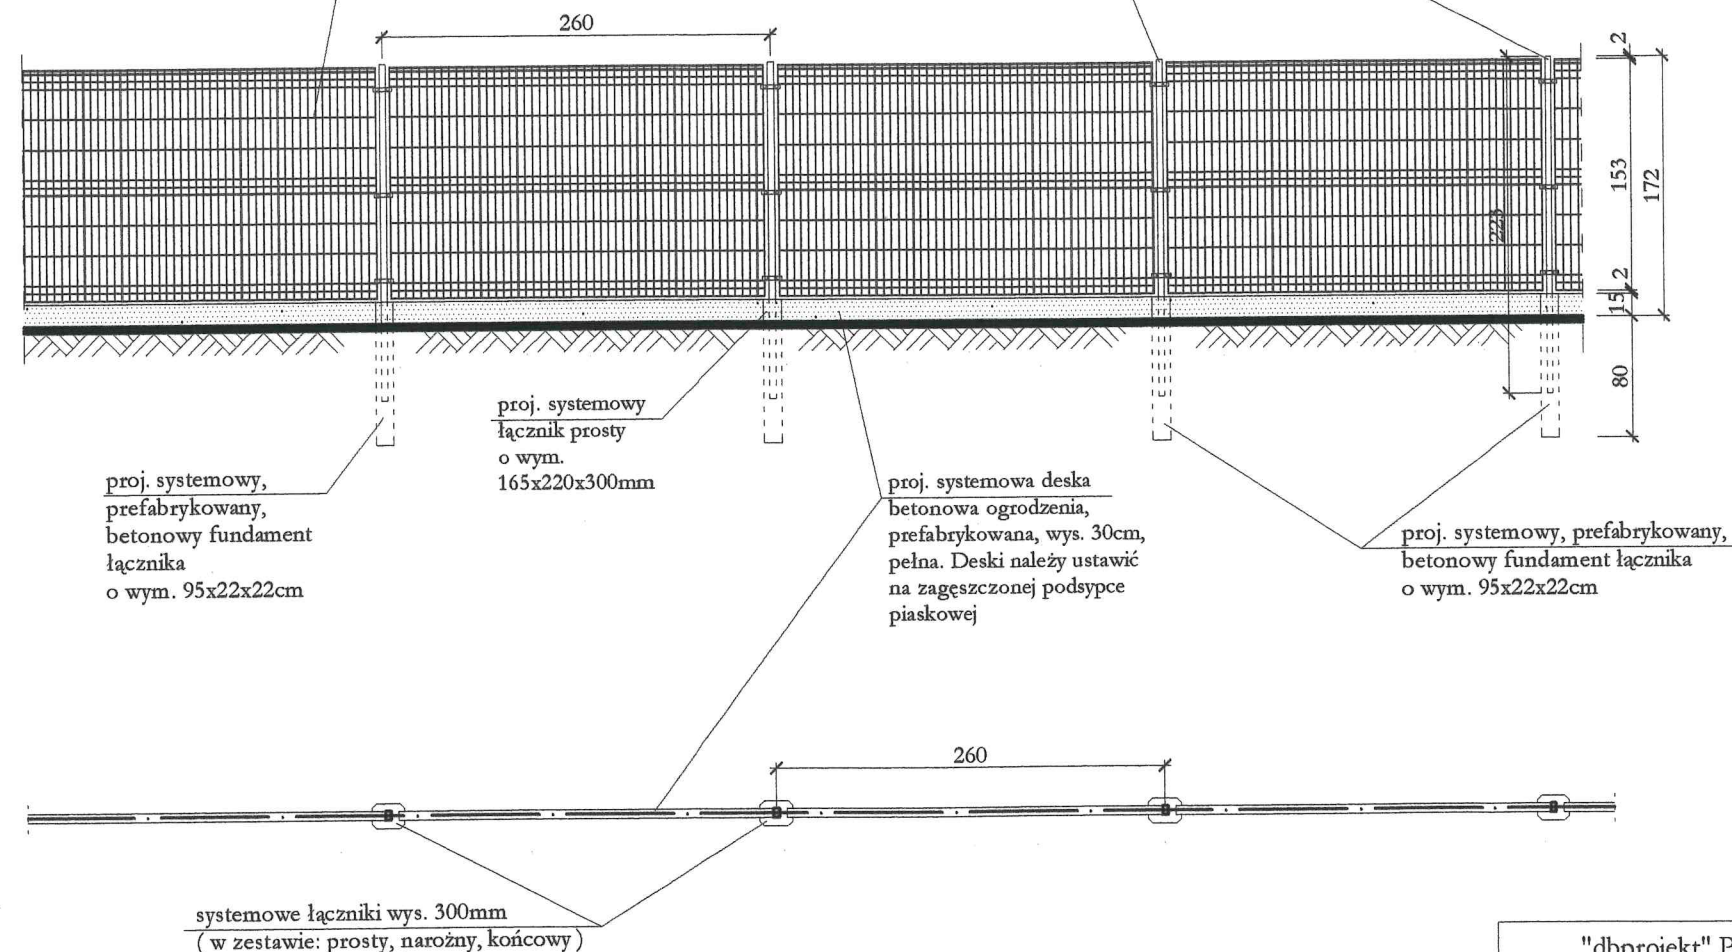 260
2
153
172
223
2
15
80
proj. systemowy
łącznik prosty
o wym.
165x220x300mm
proj. systemowy,
prefabrykowany,
betonowy fundament
łącznika
o wym. 95x22x22cm
proj. systemowa deska
betonowa ogrodzenia,
prefabrykowana, wys. 30cm,
pełna. Deski należy ustawić
na zagęszczonej podsypce
piaskowej
proj. systemowy, prefabrykowany,
betonowy fundament łącznika
o wym. 95x22x22cm
260
systemowe łączniki wys. 300mm
( w zestawie: prosty, narożny, końcowy )
"dbprojekt" P